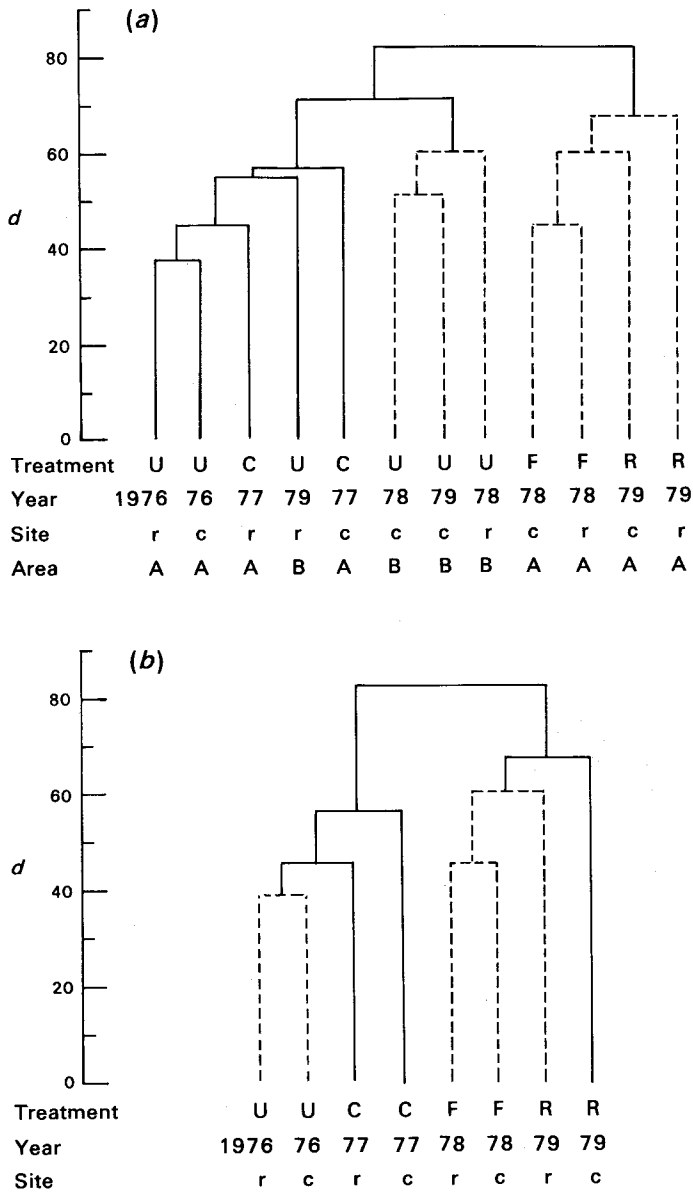 (a)
80
60
d
40
20
0
Treatment U U C U C U U U F F R R
Year 1976 76 77 79 77 78 79 78 78 78 79 79
Site r c r r c c c r c r c r
Area A A A B A B B B A A A A
(b)
80
60
d
40
20
0
Treatment U U C C F F R R
Year 1976 76 77 77 78 78 79 79
Site r c r c r c r c